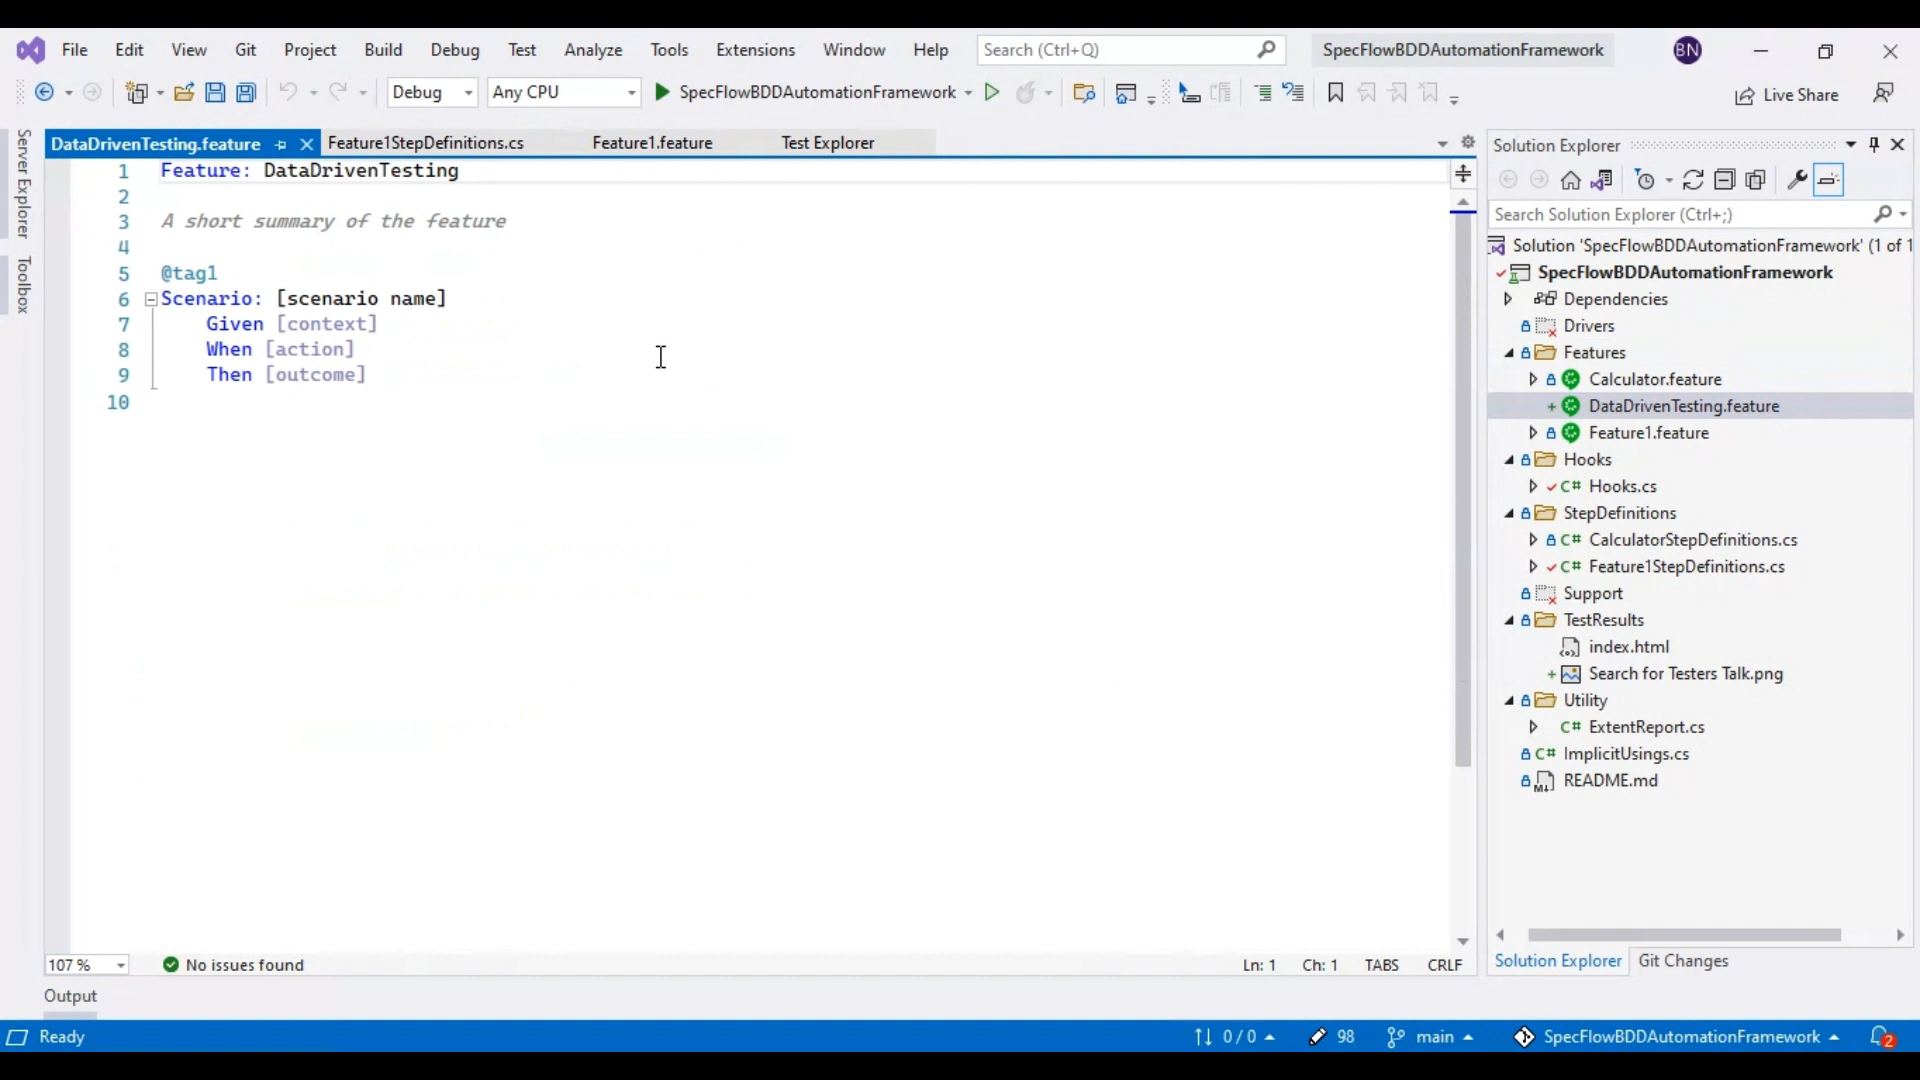 File Edit View Git Project Build Debug Test Analyze Tools Extensions Window Help Search (Ctrl+Q) SpecFlowBDDAutomationFramework BN
Debug Any CPU SpecFlowBDDAutomationFramework Live Share
Server Explorer
Toolbox
DataDrivenTesting.feature Feature1StepDefinitions.cs Feature1.feature Test Explorer
1 Feature: DataDrivenTesting
2
3 A short summary of the feature
4
5 @tag1
6 Scenario: [scenario name]
7 Given [context]
8 When [action]
9 Then [outcome]
10
107 % No issues found Ln: 1 Ch: 1 TABS CRLF
Output
Solution Explorer
Search Solution Explorer (Ctrl+;)
Solution 'SpecFlowBDDAutomationFramework' (1 of 1
SpecFlowBDDAutomationFramework
Dependencies
Drivers
Features
Calculator.feature
DataDrivenTesting.feature
Feature1.feature
Hooks
C# Hooks.cs
StepDefinitions
C# CalculatorStepDefinitions.cs
C# Feature1StepDefinitions.cs
Support
TestResults
index.html
Search for Testers Talk.png
Utility
C# ExtentReport.cs
C# ImplicitUsings.cs
README.md
Solution Explorer Git Changes
Ready 0 / 0 98 main SpecFlowBDDAutomationFramework 2